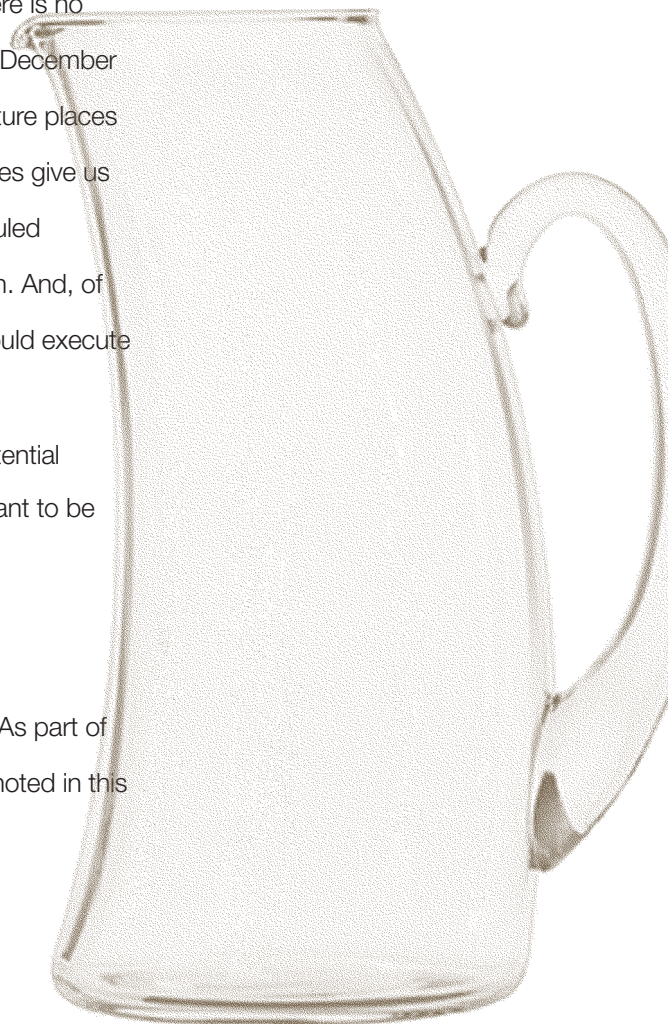 ere is no
December
ture places
es give us
uled
n. And, of
ould execute
tential
ant to be
As part of
noted in this